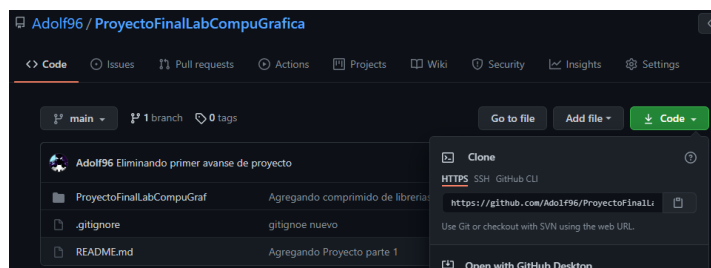 Adolf96 / ProyectoFinalLabCompuGrafica
<> Code Issues Pull requests Actions Projects Wiki Security Insights Settings
main 1 branch 0 tags Go to file Add file Code
Adolf96 Eliminando primer avanse de proyecto
ProyectoFinalLabCompuGraf Agregando comprimido de librerias
.gitignore gitignoe nuevo
README.md Agregando Proyecto parte 1
Clone
HTTPS SSH GitHub CLI
https://github.com/Adolf96/ProyectoFinalLa
Use Git or checkout with SVN using the web URL.
Open with GitHub Desktop